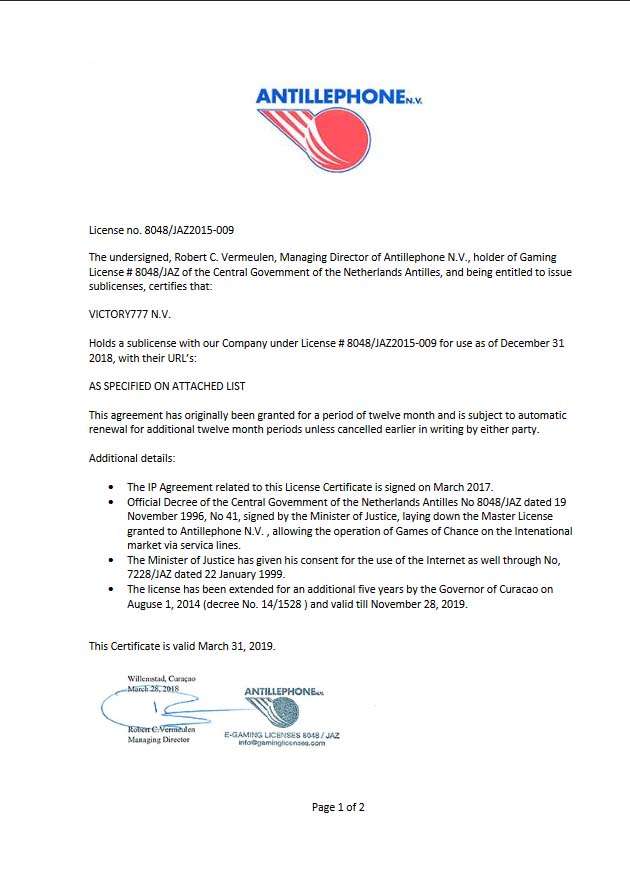 ANTILLEPHONE N.V.
License no. 8048/JAZ2015-009
The undersigned, Robert C. Vermeulen, Managing Director of Antillephone N.V., holder of Gaming
License # 8048/JAZ of the Central Government of the Netherlands Antilles, and being entitled to issue
sublicenses, certifies that:
VICTORY777 N.V.
Holds a sublicense with our Company under License # 8048/JAZ2015-009 for use as of December 31
2018, with their URL's:
AS SPECIFIED ON ATTACHED LIST
This agreement has originally been granted for a period of twelve month and is subject to automatic
renewal for additional twelve month periods unless cancelled earlier in writing by either party.
Additional details:
• The IP Agreement related to this License Certificate is signed on March 2017.
• Official Decree of the Central Government of the Netherlands Antilles No 8048/JAZ dated 19
November 1996, No 41, signed by the Minister of Justice, laying down the Master License
granted to Antillephone N.V. , allowing the operation of Games of Chance on the Intenational
market via servica lines.
• The Minister of Justice has given his consent for the use of the Internet as well through No,
7228/JAZ dated 22 January 1999.
• The license has been extended for an additional five years by the Governor of Curacao on
Auguse 1, 2014 (decree No. 14/1528 ) and valid till November 28, 2019.
This Certificate is valid March 31, 2019.
Willemstad, Curaçao
March 28, 2018
Robert C.Vermeulen
Managing Director
ANTILLEPHONE N.V.
E-GAMING LICENSES 8048 / JAZ
info@gaminglicenses.com
Page 1 of 2